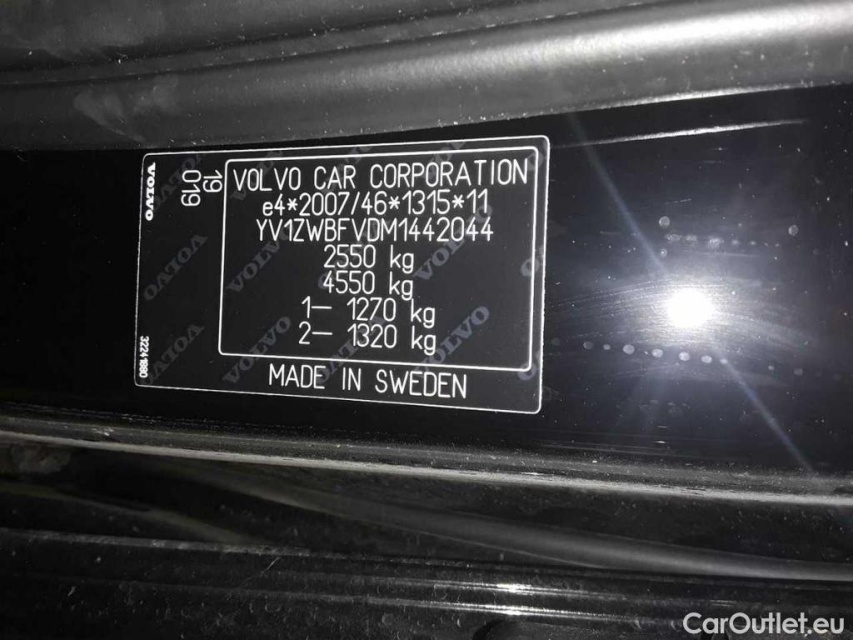 VOLVO
19
019
VOLVO CAR CORPORATION
e4*2007/46*1315*11
YV1ZWBFVDM1442044
2550 kg
4550 kg
1– 1270 kg
2– 1320 kg
32241880
MADE IN SWEDEN
CarOutlet.eu